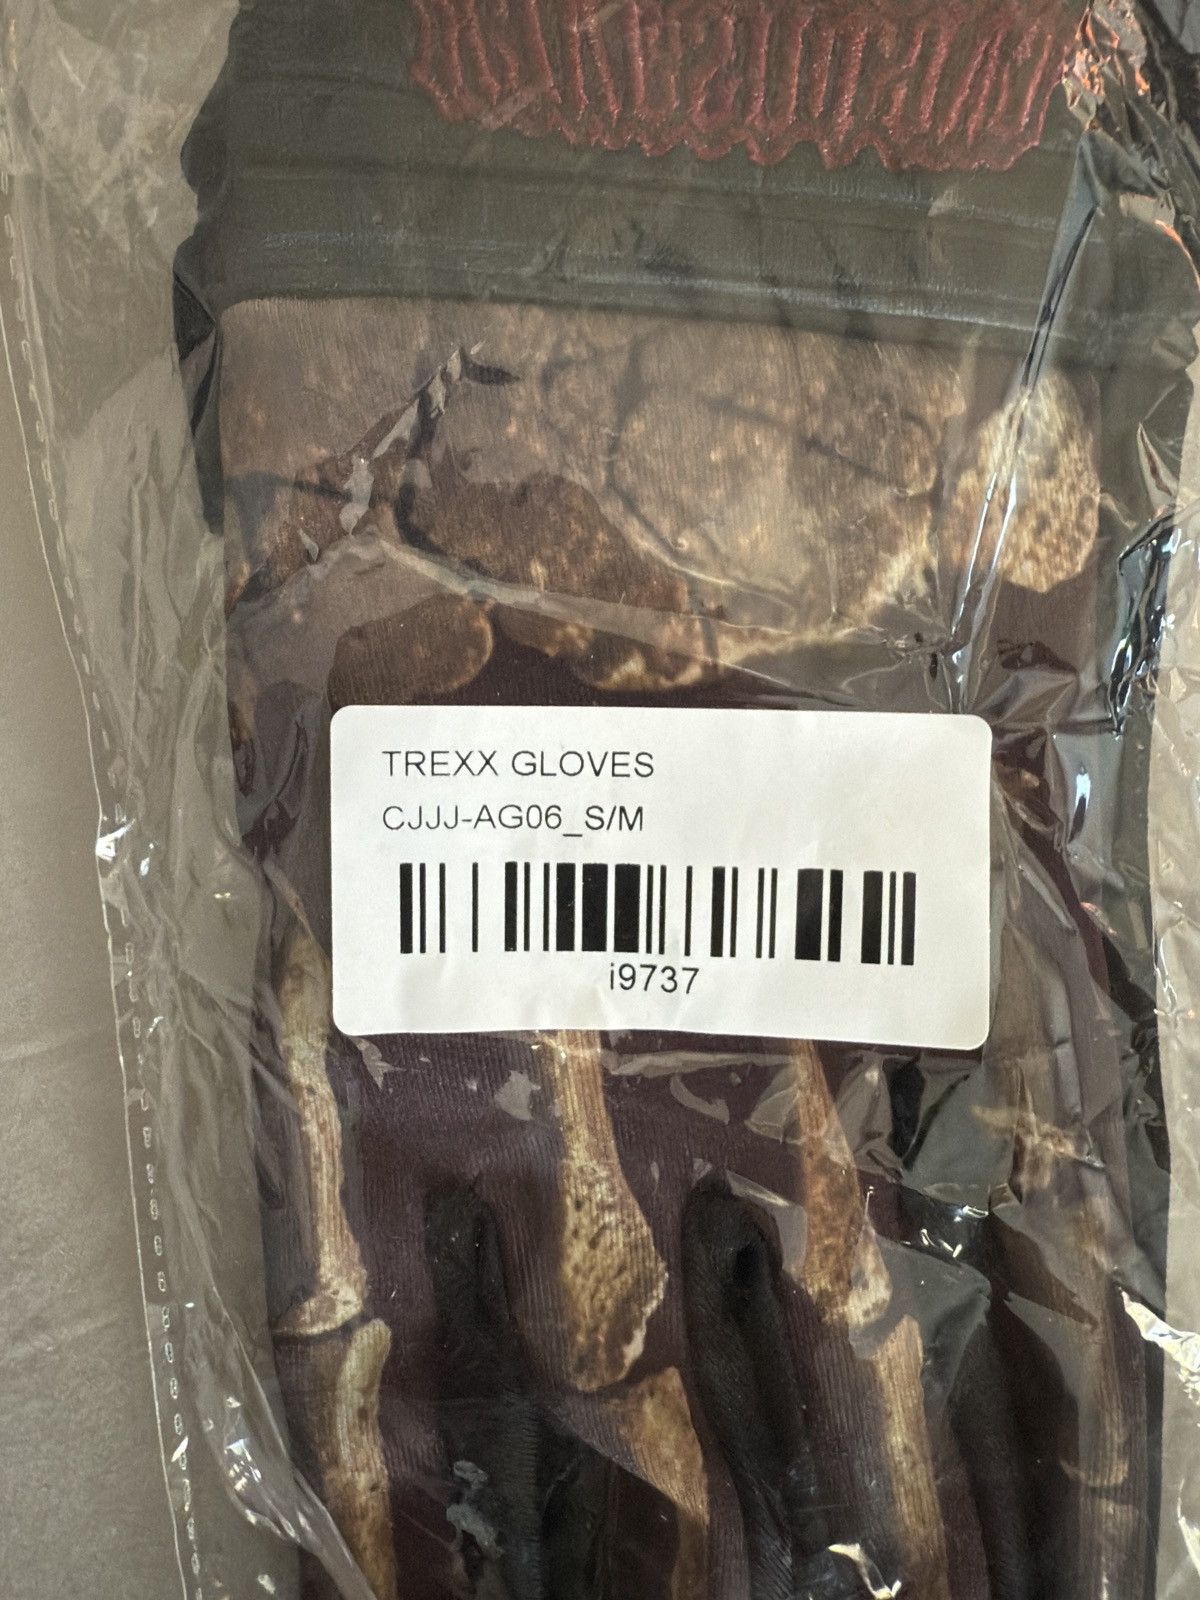 TREXX GLOVES
CJJJ-AG06_S/M
i9737